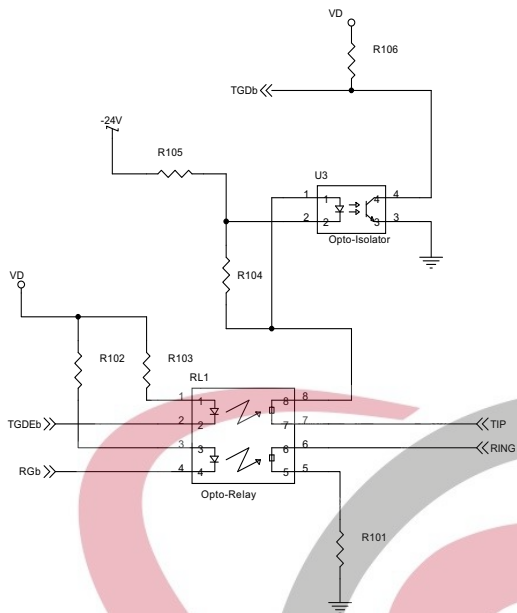 VD
R106
TGDb
-24V
R105
U3
1 1 4 4
2 2 3 3
Opto-Isolator
R104
VD
R102 R103
RL1
1 1 8 8
TGDEb 2 2 7 7 TIP
3 3 6 6 RING
RGb 4 4 5 5
Opto-Relay
R101